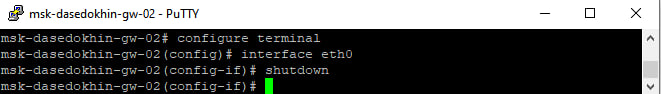 msk-dasedokhin-gw-02 - PuTTY
msk-dasedokhin-gw-02# configure terminal
msk-dasedokhin-gw-02(config)# interface eth0
msk-dasedokhin-gw-02(config-if)# shutdown
msk-dasedokhin-gw-02(config-if)#